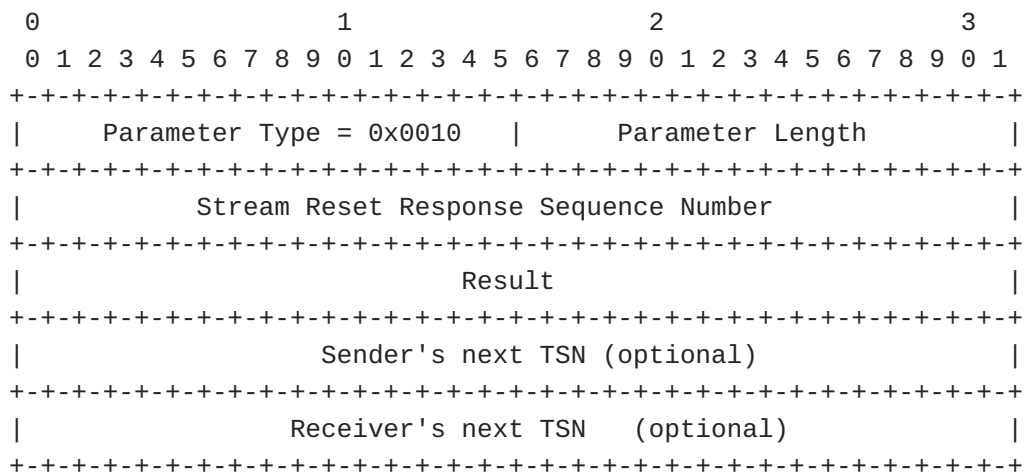 0                   1                   2                   3
 0 1 2 3 4 5 6 7 8 9 0 1 2 3 4 5 6 7 8 9 0 1 2 3 4 5 6 7 8 9 0 1
+-+-+-+-+-+-+-+-+-+-+-+-+-+-+-+-+-+-+-+-+-+-+-+-+-+-+-+-+-+-+-+-+
|     Parameter Type = 0x0010   |      Parameter Length         |
+-+-+-+-+-+-+-+-+-+-+-+-+-+-+-+-+-+-+-+-+-+-+-+-+-+-+-+-+-+-+-+-+
|           Stream Reset Response Sequence Number               |
+-+-+-+-+-+-+-+-+-+-+-+-+-+-+-+-+-+-+-+-+-+-+-+-+-+-+-+-+-+-+-+-+
|                            Result                             |
+-+-+-+-+-+-+-+-+-+-+-+-+-+-+-+-+-+-+-+-+-+-+-+-+-+-+-+-+-+-+-+-+
|                   Sender's next TSN (optional)                |
+-+-+-+-+-+-+-+-+-+-+-+-+-+-+-+-+-+-+-+-+-+-+-+-+-+-+-+-+-+-+-+-+
|                 Receiver's next TSN   (optional)              |
+-+-+-+-+-+-+-+-+-+-+-+-+-+-+-+-+-+-+-+-+-+-+-+-+-+-+-+-+-+-+-+-+